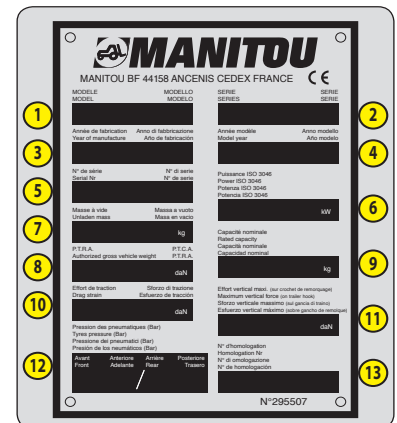 MANITOU
MANITOU BF 44158 ANCENIS CEDEX FRANCE CE
MODELE MODELLO
MODEL MODELO
SERIE SERIE
SERIES SERIE
1
2
Année de fabrication Anno di fabbricazione
Year of manufacture Año de fabricación
Année modèle Anno modello
Model year Año modelo
3
4
N° de série N° di serie
Serial Nr N° de serie
5
Puissance ISO 3046
Power ISO 3046
Potenza ISO 3046
Potencia ISO 3046
kW
6
Masse à vide Massa a vuoto
Unladen mass Masa en vacio
kg
7
Capacité nominale
Rated capacity
Capacità nominale
Capacidad nominal
kg
9
P.T.R.A. P.T.C.A.
Authorized gross vehicle weight P.T.R.A.
daN
8
Effort de traction Sforzo di trazione
Drag strain Esfuerzo de tracción
daN
10
Effort vertical maxi. (sur crochet de remorquage)
Maximum vertical force (on trailer hook)
Sforzo verticale massimo (sul gancio di traino)
Esfuerzo vertical máximo (sobre gancho de remolque)
daN
11
Pression des pneumatiques (Bar)
Tyres pressure (Bar)
Pressione dei pneumatici (Bar)
Presión de los neumáticos (Bar)
Avant Anteriore Arrière Posteriore
Front Adelante Rear Trasero
/
12
N° d'homologation
Homologation Nr
N° di omologazione
N° de homologación
13
N°295507